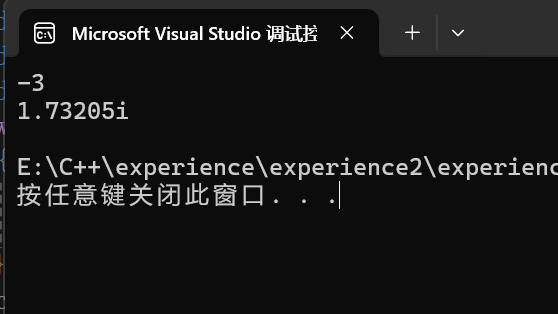 Microsoft Visual Studio 调试控
-3
1.73205i
E:\C++\experience\experience2\experienc
按任意键关闭此窗口. . .